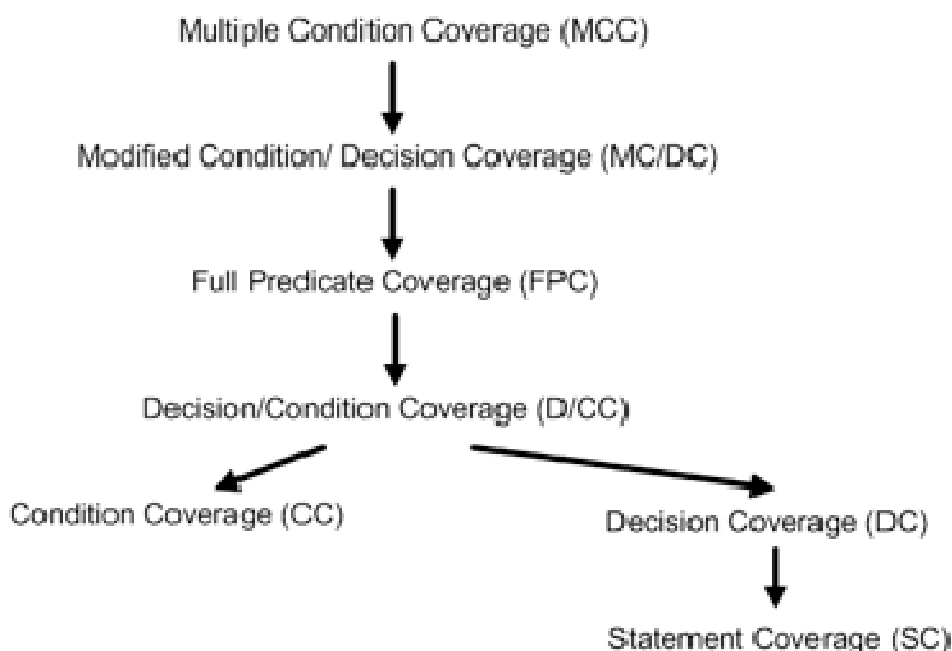 Multiple Condition Coverage (MCC)
Modified Condition/ Decision Coverage (MC/DC)
Full Predicate Coverage (FPC)
Decision/Condition Coverage (D/CC)
Condition Coverage (CC)
Decision Coverage (DC)
Statement Coverage (SC)